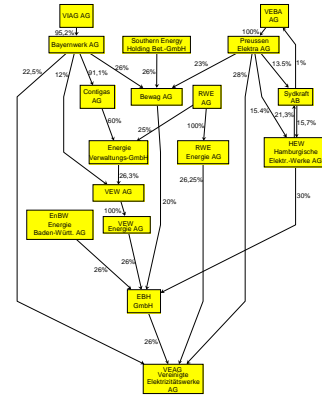 VIAG AG
VEBA
AG
95,2%
100%
Bayernwerk AG
Southern Energy
Holding Bet.-GmbH
Preussen
Elektra AG
22,5%
12%
91,1%
26%
26%
23%
28%
13.5%
1%
Contigas
AG
Bewag AG
RWE
AG
Sydkraft
AB
15.4%
21,3%
15,7%
60%
25%
100%
Energie
Verwaltungs-GmbH
RWE
Energie AG
HEW
Hamburgische
Elektr.-Werke AG
26,3%
26,25%
VEW AG
20%
30%
100%
EnBW
Energie
Baden-Württ.
AG
VEW
Energie AG
26%
26%
EBH
GmbH
26%
VEAG
Vereinigte
Elektrizitätswerke
AG